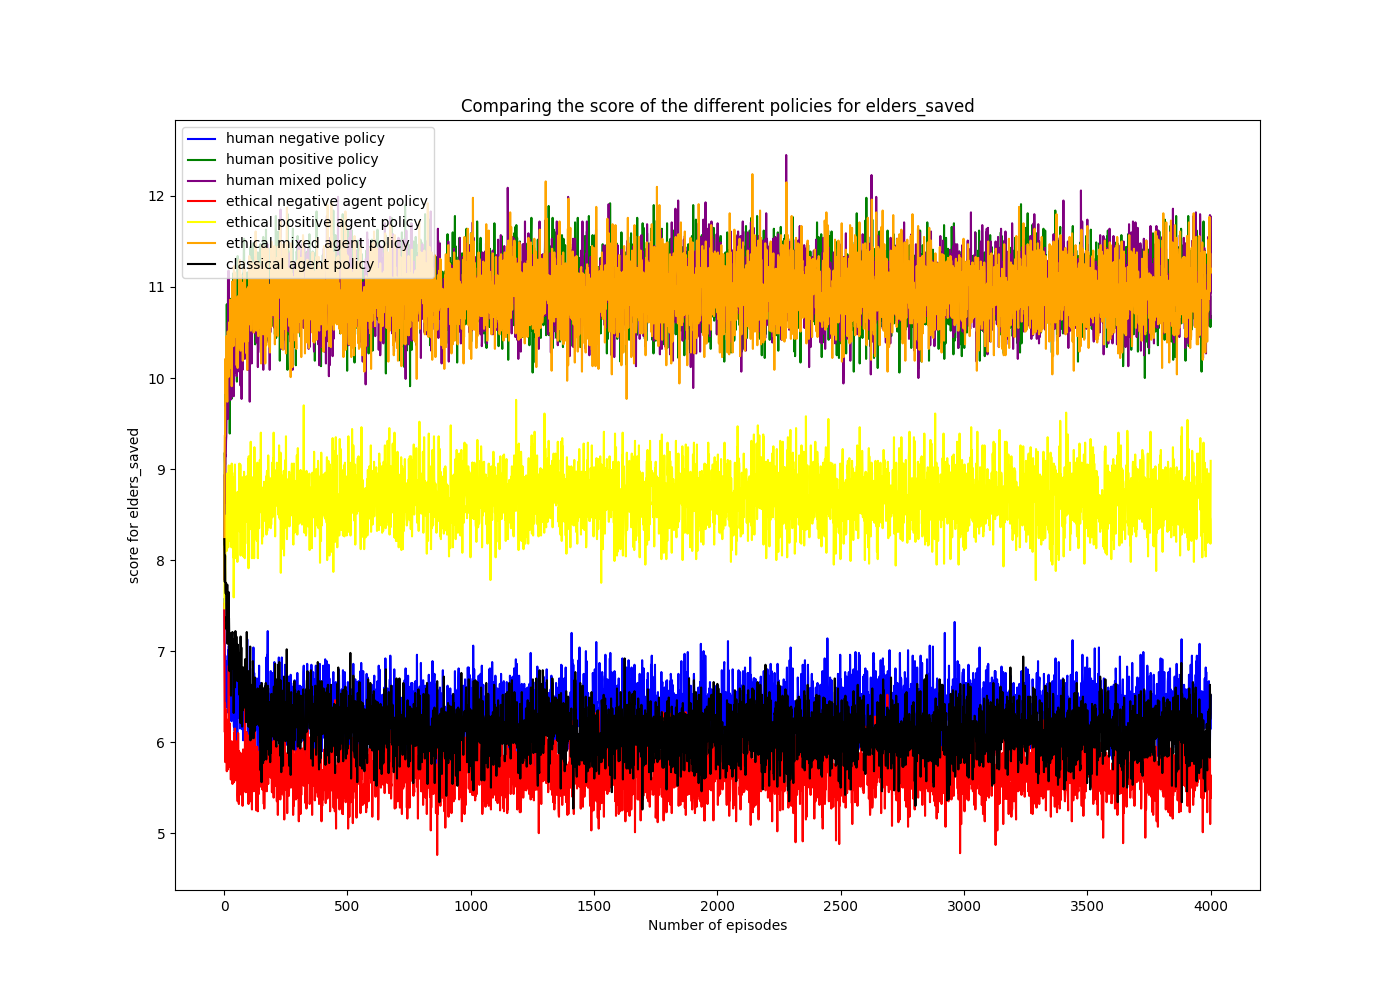 Comparing the score of the different policies for elders_saved
human negative policy
human positive policy
human mixed policy
ethical negative agent policy
ethical positive agent policy
ethical mixed agent policy
classical agent policy
12
11
10
9
8
7
6
5
score for elders_saved
0
500
1000
1500
2000
2500
3000
3500
4000
Number of episodes